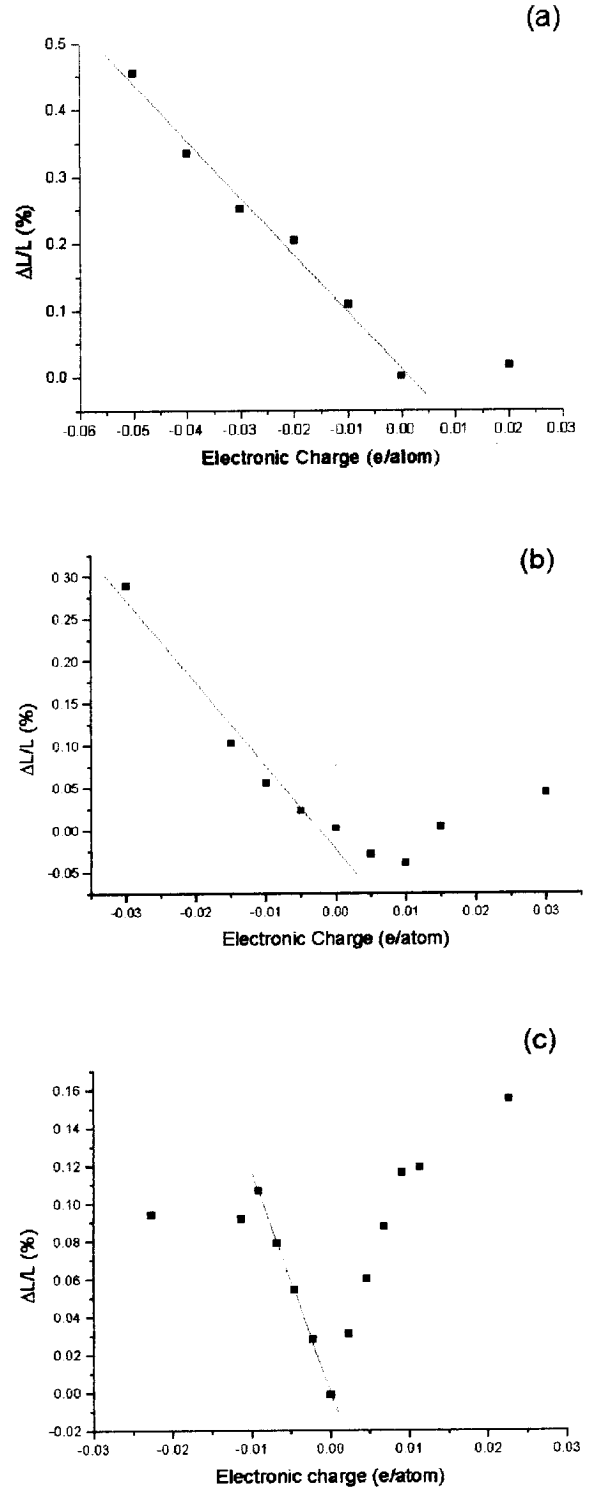 (a)
0.5
0.4
0.3
0.2
0.1
0.0
ΔL/L (%)
-0.06 -0.05 -0.04 -0.03 -0.02 -0.01 0.00 0.01 0.02 0.03
Electronic Charge (e/atom)
(b)
0.30
0.25
0.20
0.15
0.10
0.05
0.00
-0.05
ΔL/L (%)
-0.03 -0.02 -0.01 0.00 0.01 0.02 0.03
Electronic Charge (e/atom)
(c)
0.16
0.14
0.12
0.10
0.08
0.06
0.04
0.02
0.00
-0.02
ΔL/L (%)
-0.03 -0.02 -0.01 0.00 0.01 0.02 0.03
Electronic charge (e/atom)